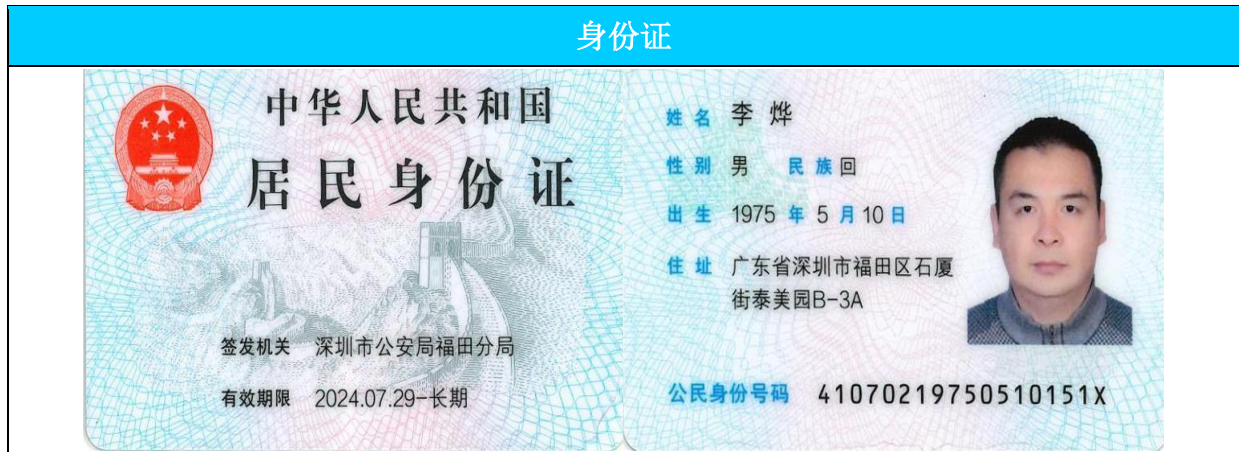 身份证
中华人民共和国
居民身份证
签发机关 深圳市公安局福田分局
有效期限 2024.07.29-长期
姓名 李烨
性别 男 民族 回
出生 1975 年 5 月 10 日
住址 广东省深圳市福田区石厦
街泰美园B-3A
公民身份号码 41070219750510151X